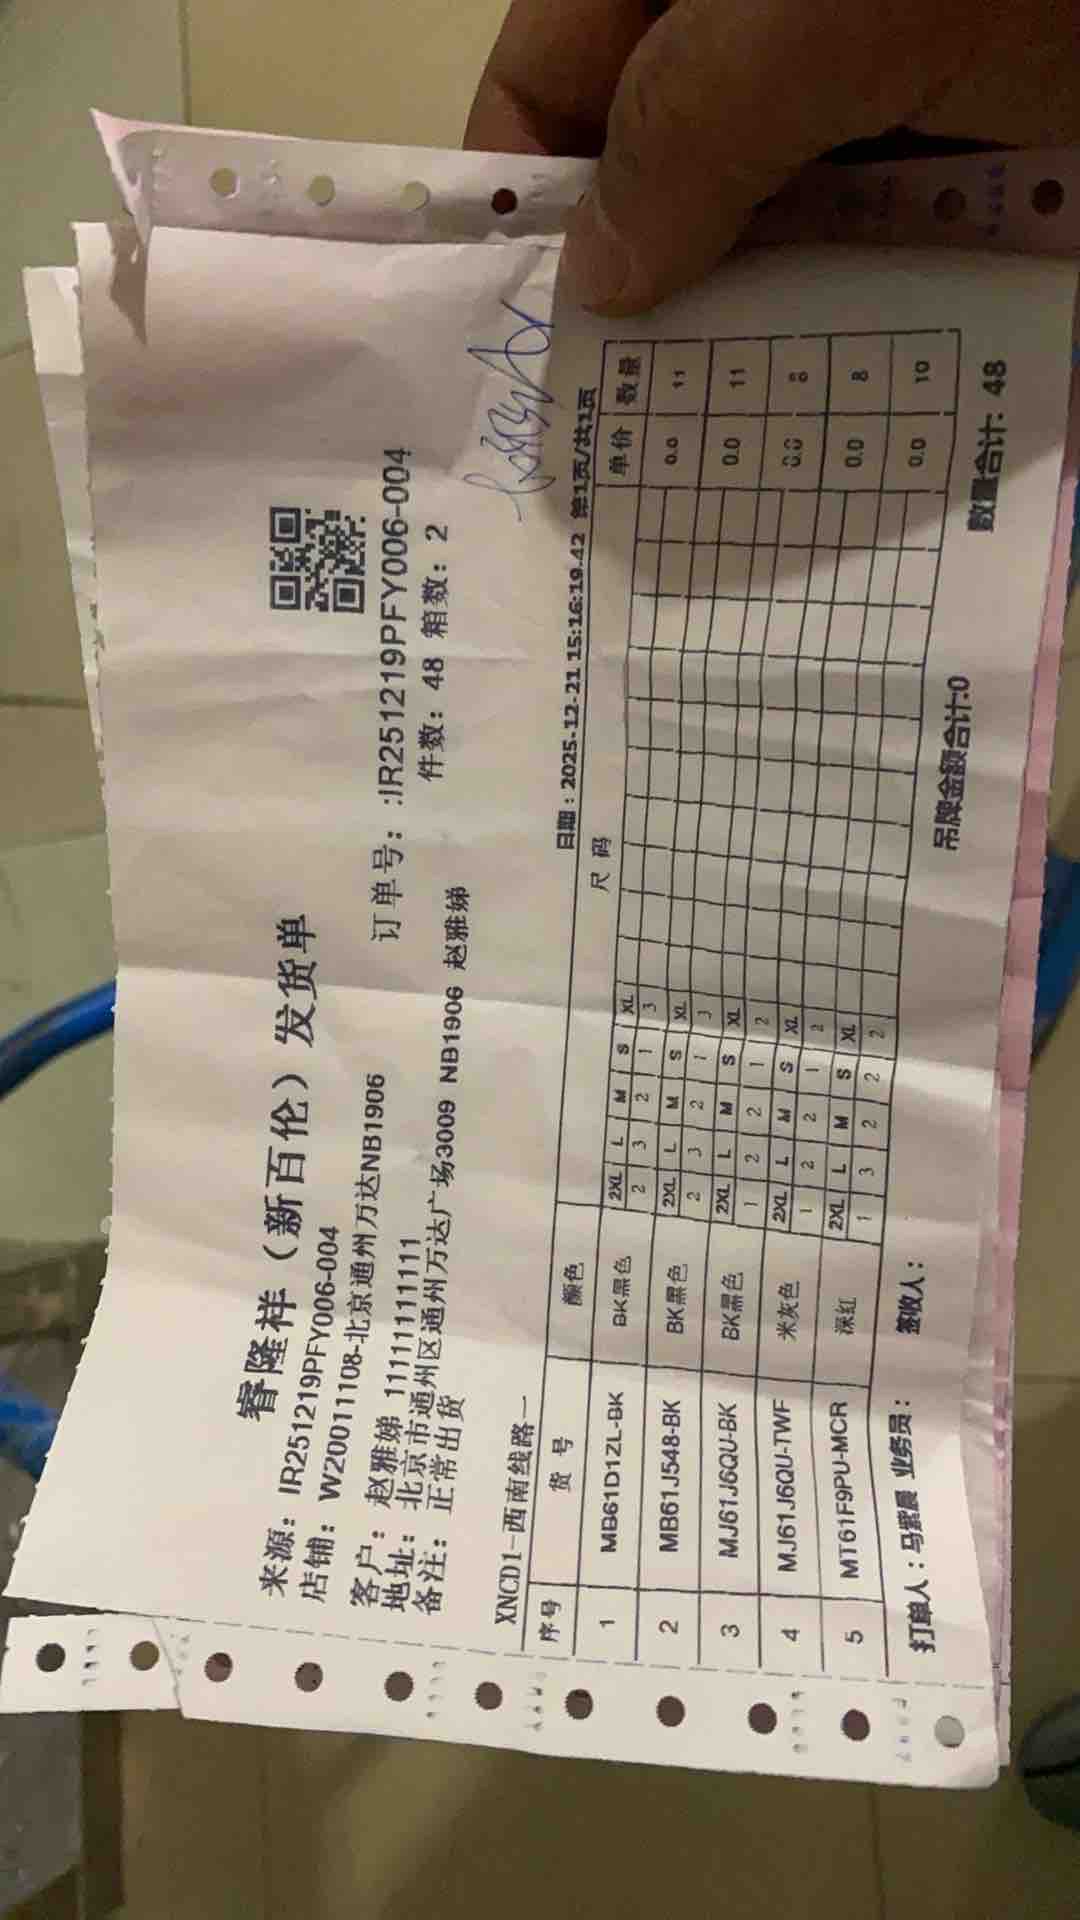 睿隆祥（新百伦）发货单
来源：IR251219PFY006-004
店铺：W20011108-北京通州万达NB1906 订单号：:IR251219PFY006-004
客户：赵雅娣 11111111111 件数：48 箱数：2
地址：北京市通州区通州万达广场3009 NB1906 赵雅娣
备注：正常出货
XNCD1-西南线路一 日期：2025-12-21 15:16:19.42 第1页/共1页
序号 货号 颜色 尺码 单价 数量
1 MB61D1ZL-BK BK黑色 2XL L M S XL 0.0 11
2 3 2 1 3
2 MB61J548-BK BK黑色 2XL L M S XL 0.0 11
2 3 2 1 3
3 MJ61J6QU-BK BK黑色 2XL L M S XL 0.0 8
1 2 2 1 2
4 MJ61J6QU-TWF 米灰色 2XL L M S XL 0.0 8
1 2 2 1 2
5 MT61F9PU-MCR 深红 2XL L M S XL 0.0 10
1 3 2 2 2
打单人：马紫晨 业务员： 签收人： 吊牌金额合计:0 数量合计：48